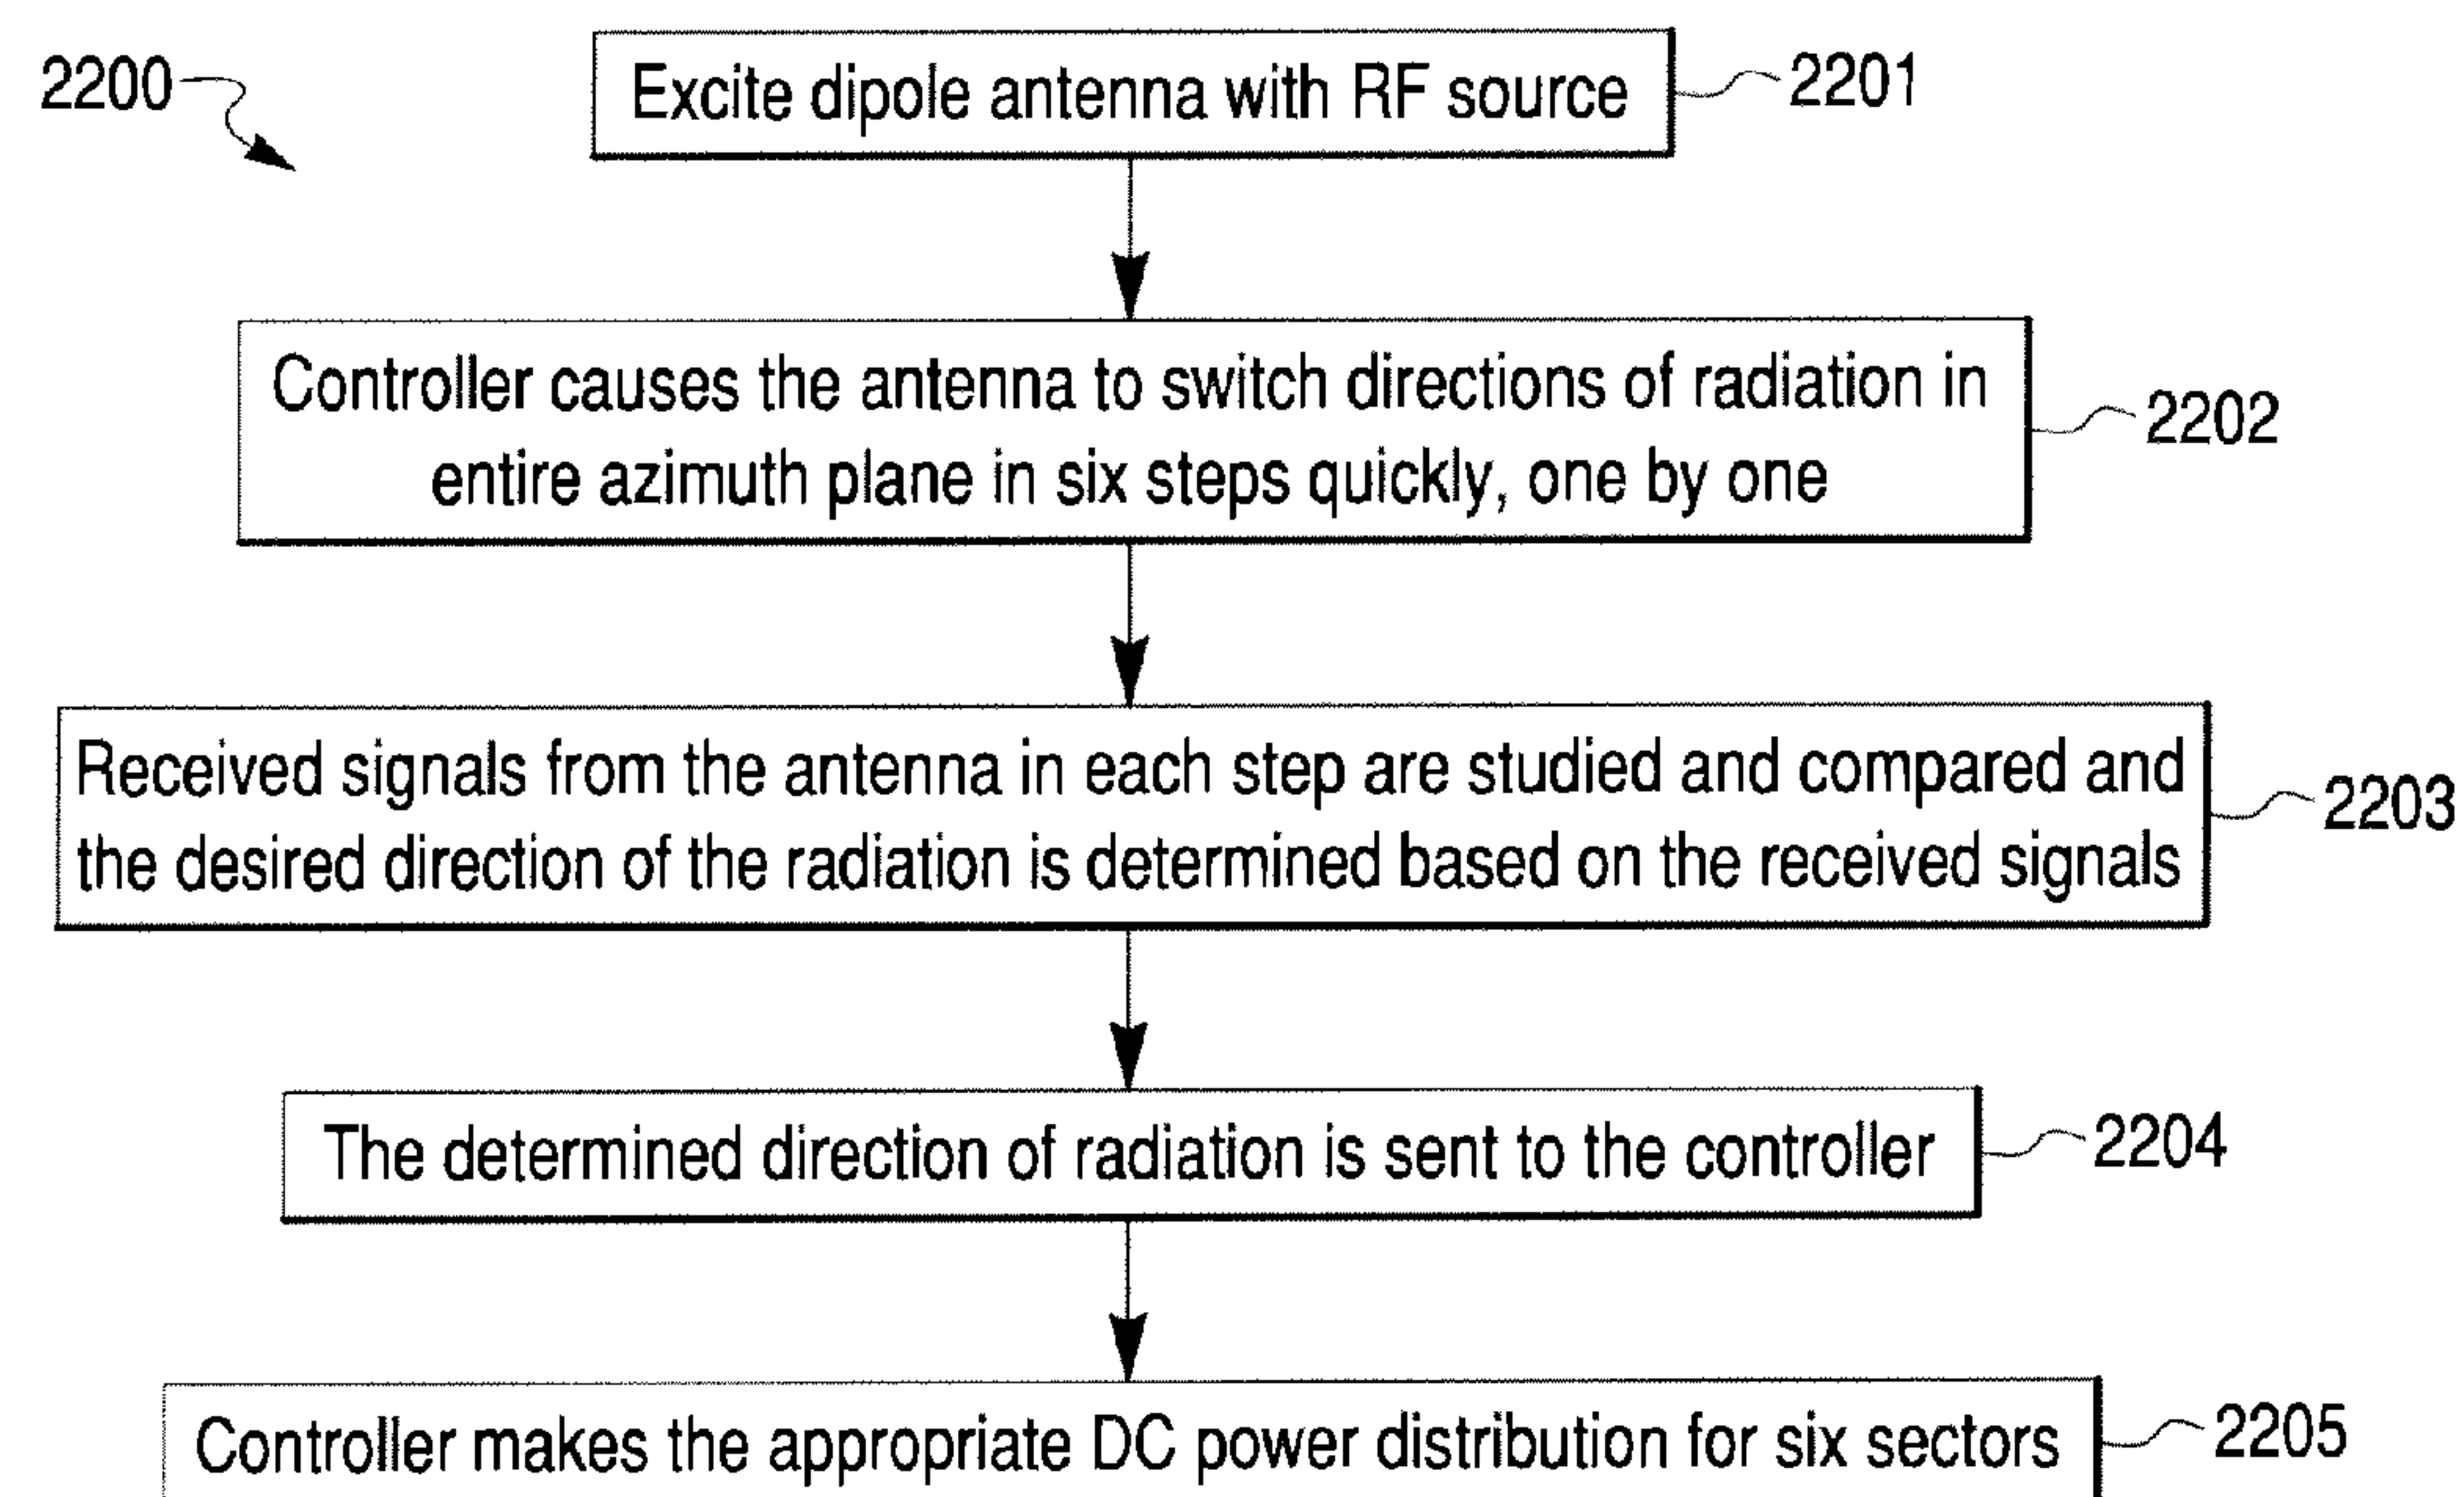 2200
Excite dipole antenna with RF source
2201
Controller causes the antenna to switch directions of radiation in
entire azimuth plane in six steps quickly, one by one
2202
Received signals from the antenna in each step are studied and compared and
the desired direction of the radiation is determined based on the received signals
2203
The determined direction of radiation is sent to the controller
2204
Controller makes the appropriate DC power distribution for six sectors
2205